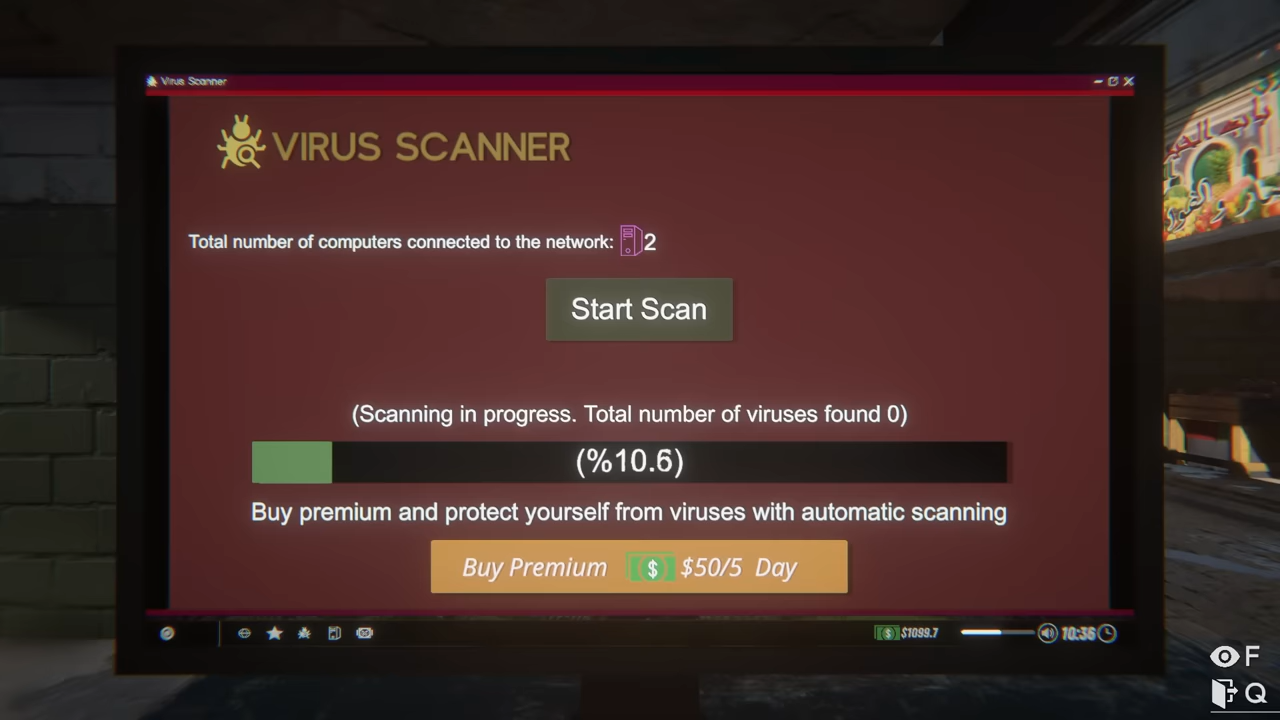 Virus Scanner
VIRUS SCANNER
Total number of computers connected to the network: 2
Start Scan
(Scanning in progress. Total number of viruses found 0)
(%10.6)
Buy premium and protect yourself from viruses with automatic scanning
Buy Premium $50/5 Day
$1099.7
10:36
F
Q